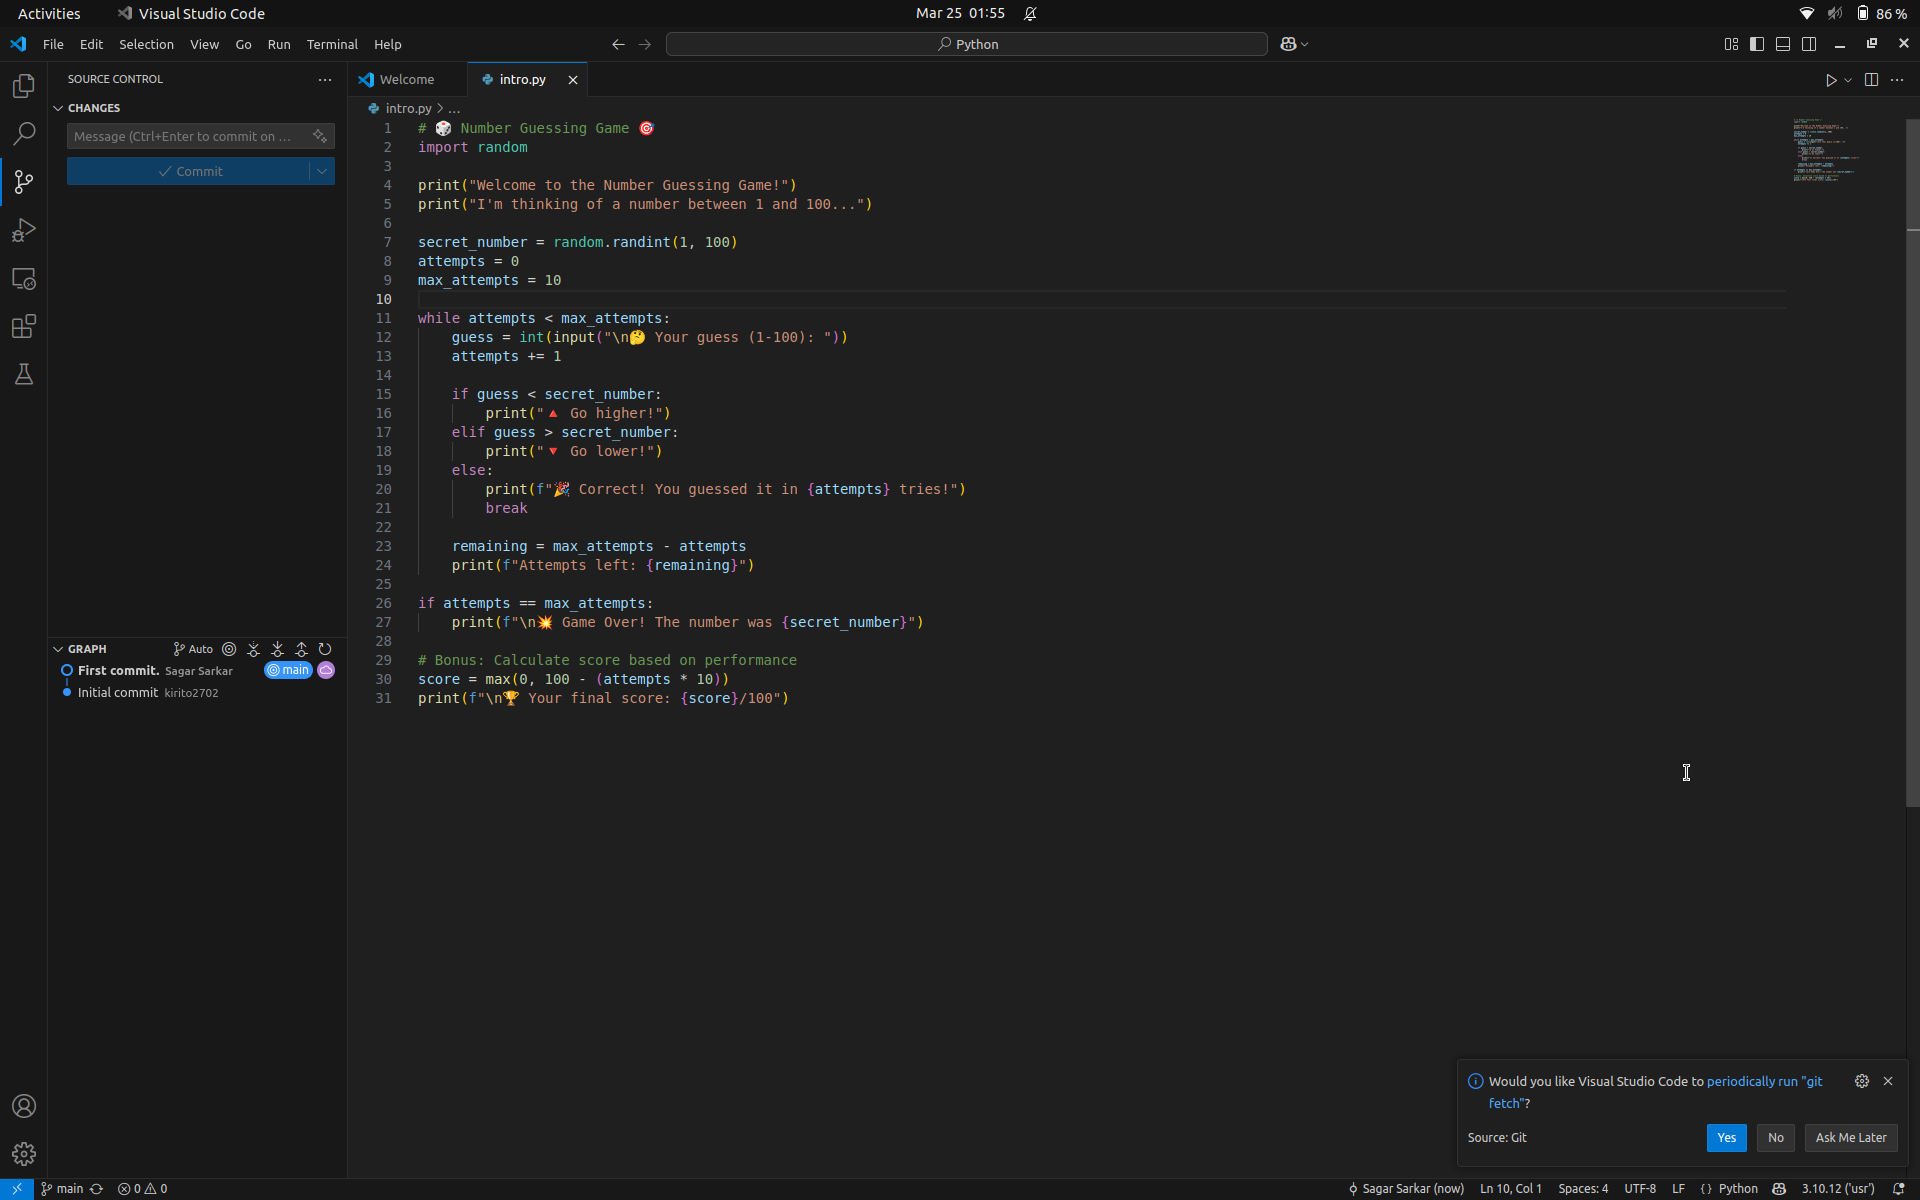 Activities Visual Studio Code Mar 25 01:55 86 %
File Edit Selection View Go Run Terminal Help Python
SOURCE CONTROL
CHANGES
Message (Ctrl+Enter to commit on ...
Commit
GRAPH Auto
First commit. Sagar Sarkar main
Initial commit kirito2702
Welcome intro.py
intro.py > ...
1 # 🎲 Number Guessing Game 🎯
2 import random
3
4 print("Welcome to the Number Guessing Game!")
5 print("I'm thinking of a number between 1 and 100...")
6
7 secret_number = random.randint(1, 100)
8 attempts = 0
9 max_attempts = 10
10
11 while attempts < max_attempts:
12     guess = int(input("\n🤔 Your guess (1-100): "))
13     attempts += 1
14
15     if guess < secret_number:
16         print("🔺 Go higher!")
17     elif guess > secret_number:
18         print("🔻 Go lower!")
19     else:
20         print(f"🎉 Correct! You guessed it in {attempts} tries!")
21         break
22
23     remaining = max_attempts - attempts
24     print(f"Attempts left: {remaining}")
25
26 if attempts == max_attempts:
27     print(f"\n💥 Game Over! The number was {secret_number}")
28
29 # Bonus: Calculate score based on performance
30 score = max(0, 100 - (attempts * 10))
31 print(f"\n🏆 Your final score: {score}/100")
Would you like Visual Studio Code to periodically run "git
fetch"?
Source: Git Yes No Ask Me Later
main 0 0 Sagar Sarkar (now) Ln 10, Col 1 Spaces: 4 UTF-8 LF { } Python 3.10.12 ('usr')